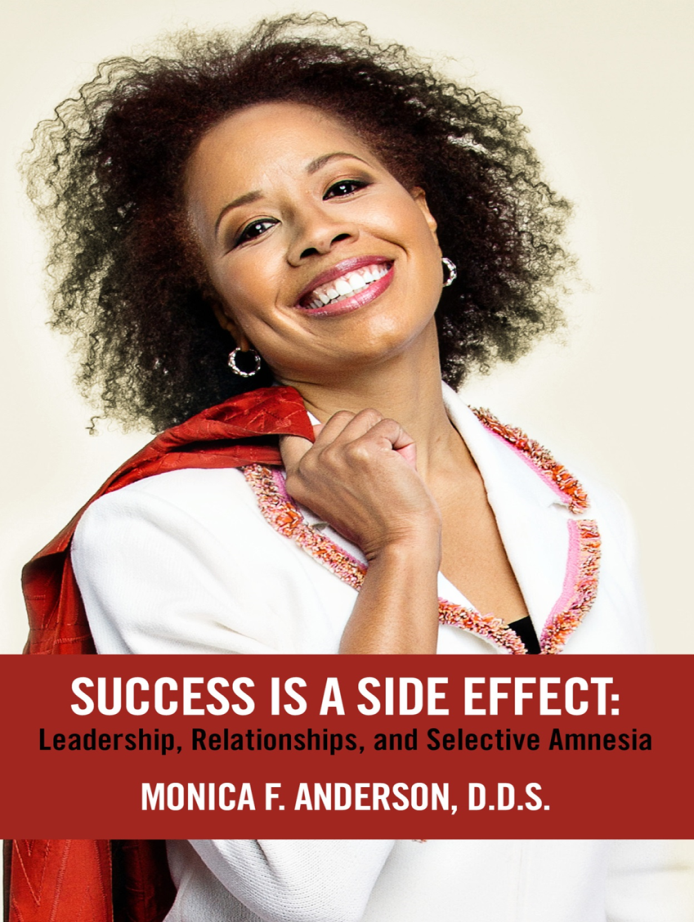 SUCCESS IS A SIDE EFFECT:
Leadership, Relationships, and Selective Amnesia
MONICA F. ANDERSON, D.D.S.